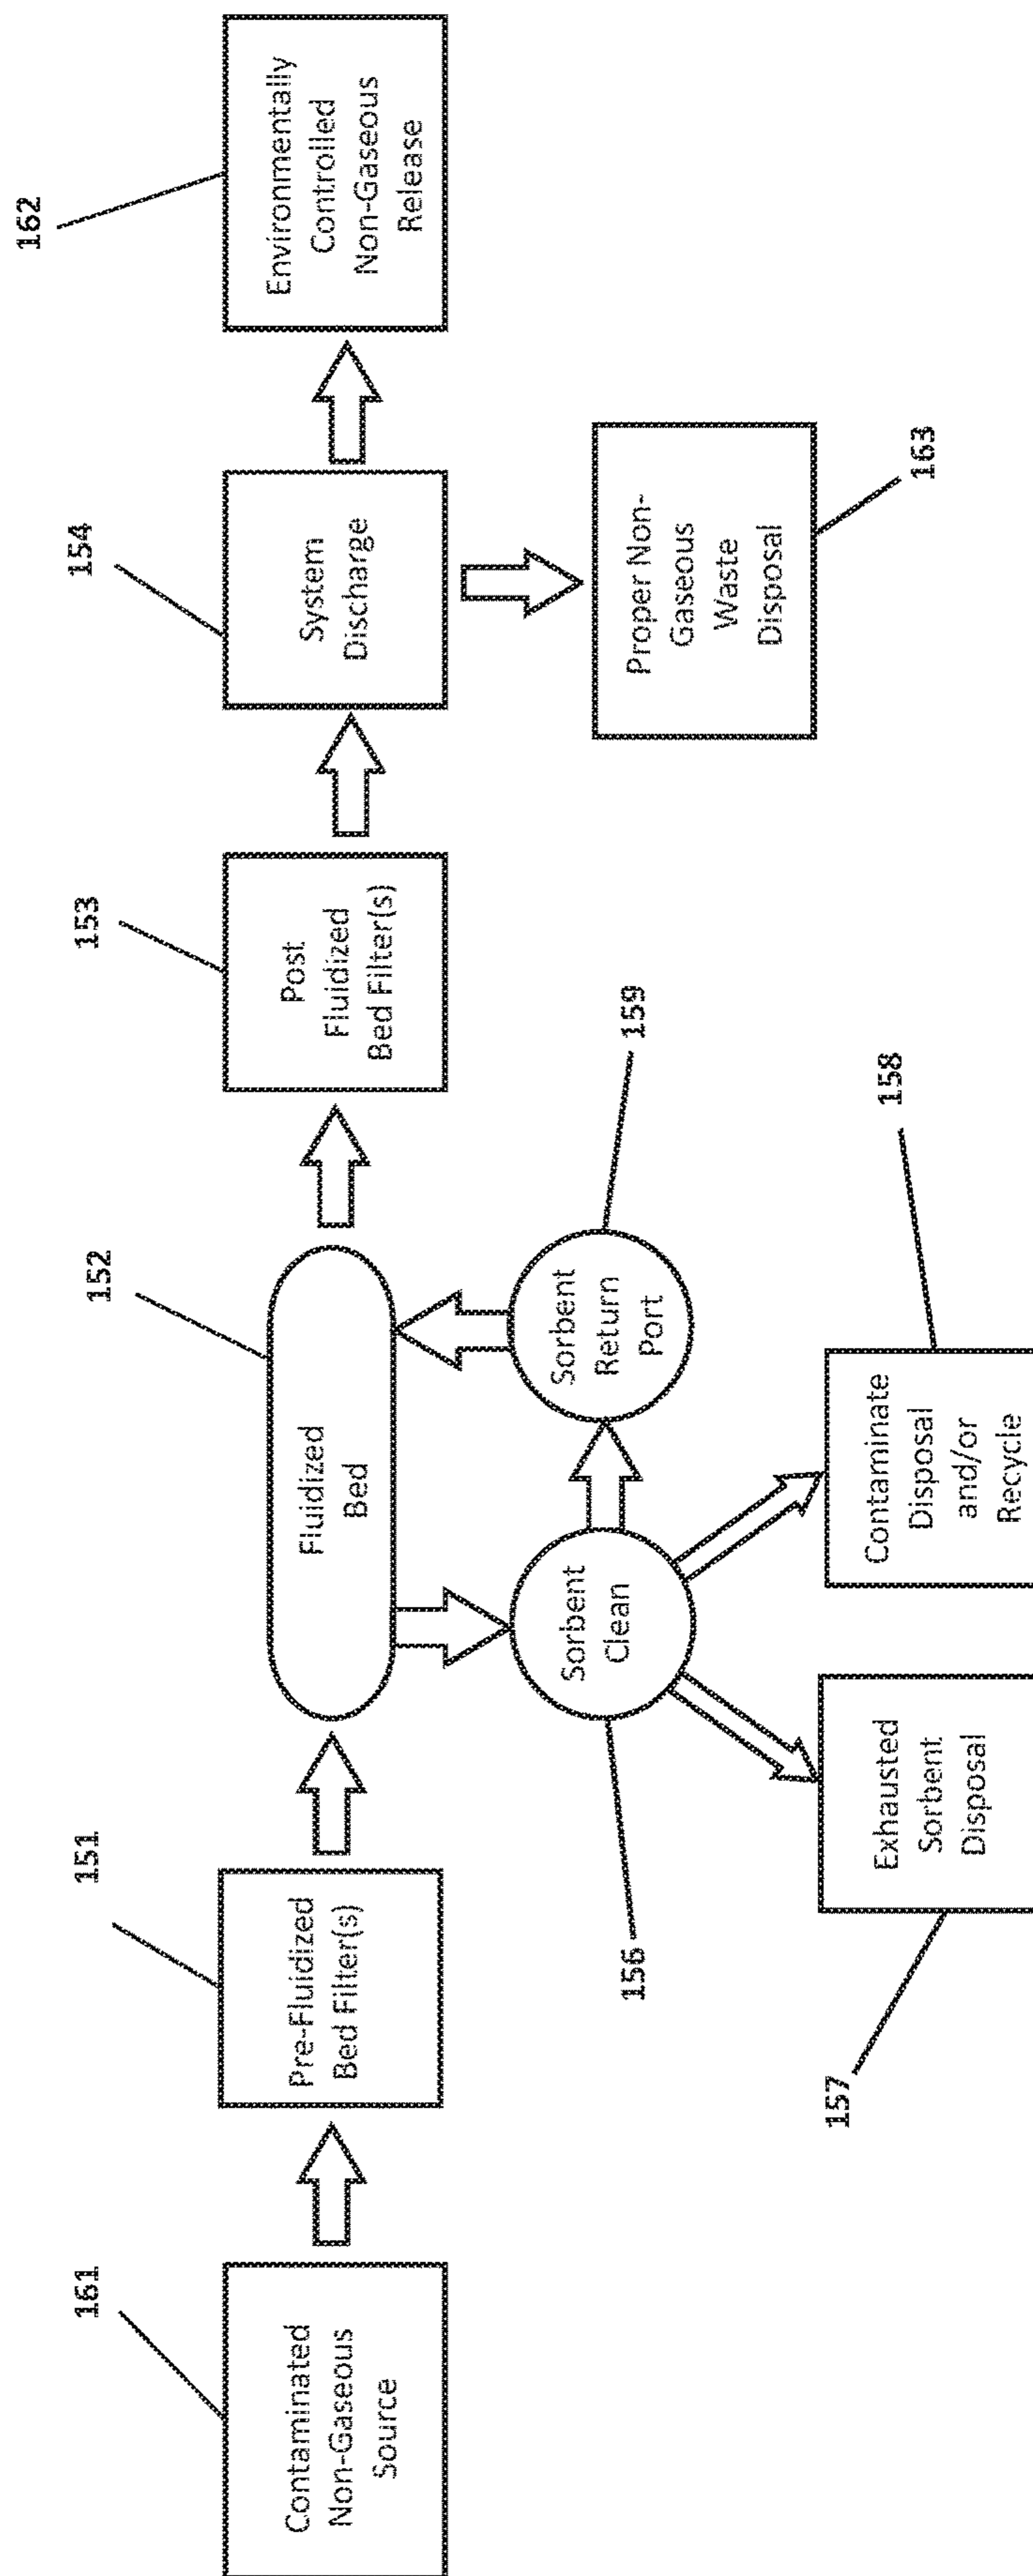 161
Contaminated
Non-Gaseous
Source
151
Pre-Fluidized
Bed Filter(s)
152
Fluidized
Bed
153
Post
Fluidized
Bed Filter(s)
154
System
Discharge
162
Environmentally
Controlled
Non-Gaseous
Release
156
Sorbent
Clean
159
Sorbent
Return
Port
163
Proper Non-
Gaseous
Waste
Disposal
157
Exhausted
Sorbent
Disposal
158
Contaminate
Disposal
and/or
Recycle